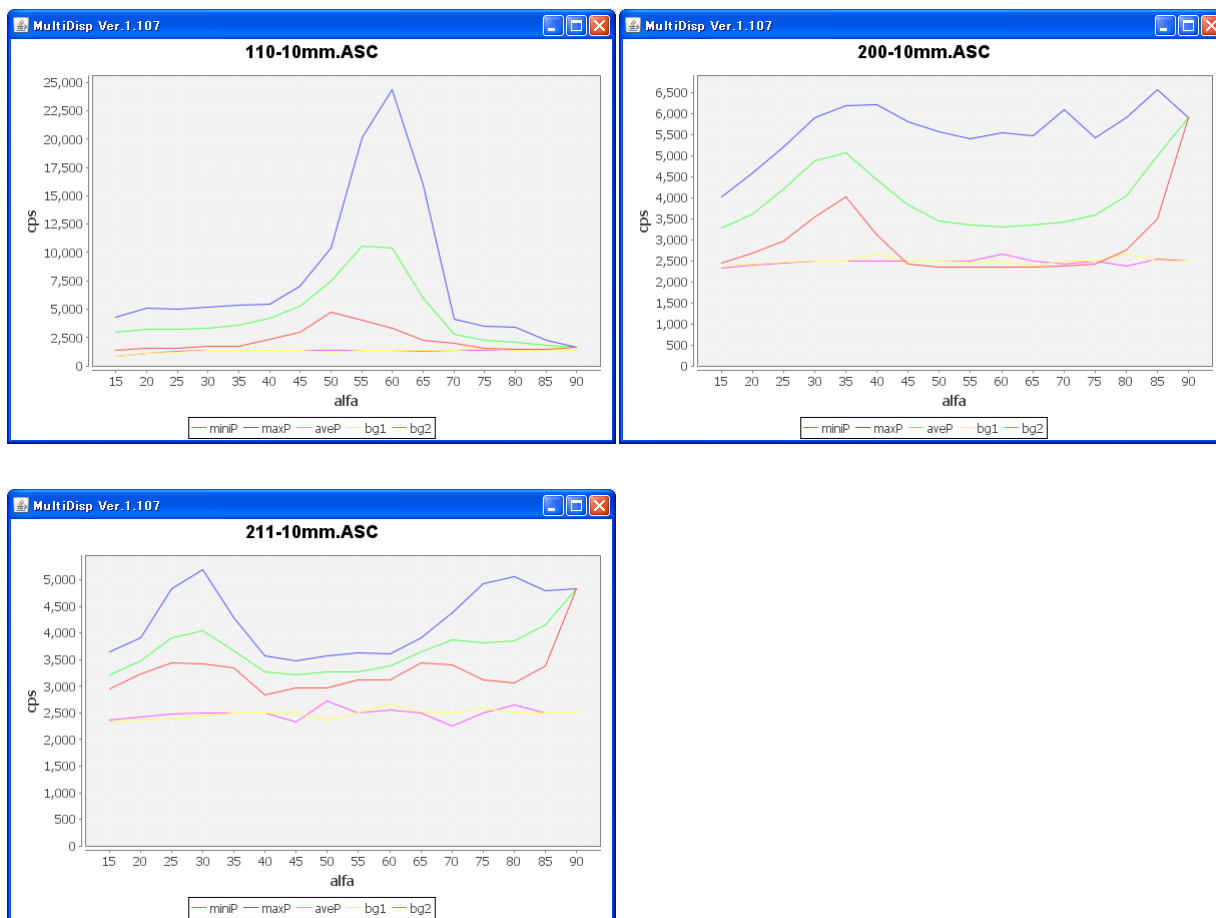 MultiDisp Ver.1.107
110-10mm.ASC
25,000
22,500
20,000
17,500
15,000
12,500
10,000
7,500
5,000
2,500
0
cps
15 20 25 30 35 40 45 50 55 60 65 70 75 80 85 90
alfa
miniP maxP aveP bg1 bg2
MultiDisp Ver.1.107
200-10mm.ASC
6,500
6,000
5,500
5,000
4,500
4,000
3,500
3,000
2,500
2,000
1,500
1,000
500
0
cps
15 20 25 30 35 40 45 50 55 60 65 70 75 80 85 90
alfa
miniP maxP aveP bg1 bg2
MultiDisp Ver.1.107
211-10mm.ASC
5,000
4,500
4,000
3,500
3,000
2,500
2,000
1,500
1,000
500
0
cps
15 20 25 30 35 40 45 50 55 60 65 70 75 80 85 90
alfa
miniP maxP aveP bg1 bg2